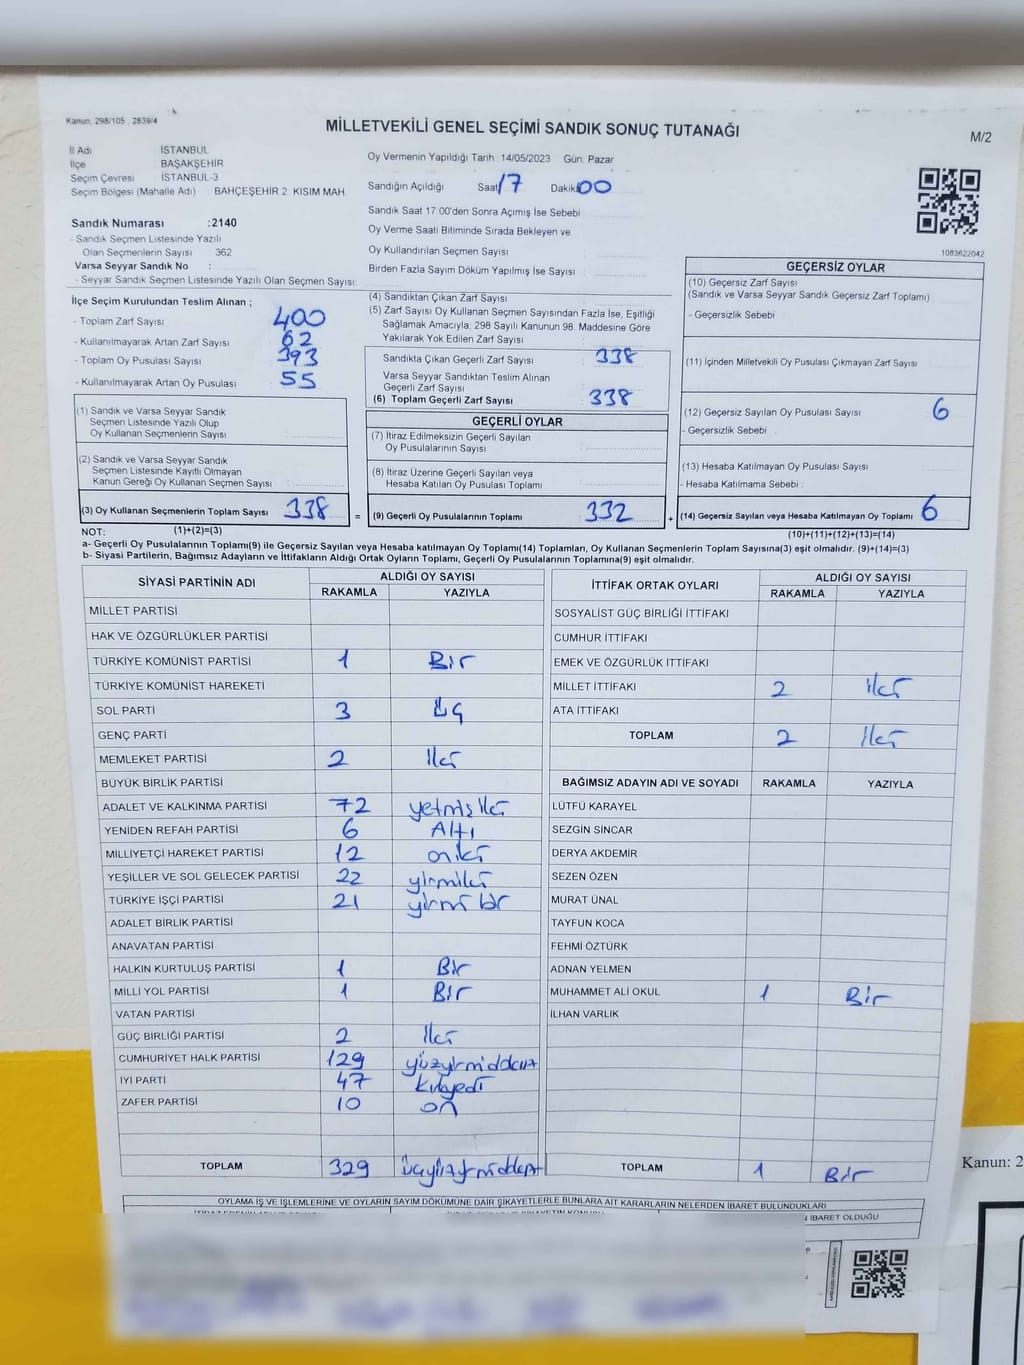 Kanun: 298/105 , 2839/4
MİLLETVEKİLİ GENEL SEÇİMİ SANDIK SONUÇ TUTANAĞI
M/2
İl Adı İSTANBUL
İlçe BAŞAKŞEHİR
Seçim Çevresi İSTANBUL-3
Seçim Bölgesi (Mahalle Adı) BAHÇEŞEHİR 2. KISIM MAH.
Oy Vermenin Yapıldığı Tarih :14/05/2023 Gün: Pazar
Sandığın Açıldığı Saat 17 Dakika 00
Sandık Saat 17:00'den Sonra Açımış İse Sebebi
Oy Verme Saati Bitiminde Sırada Bekleyen ve
Oy Kullandırılan Seçmen Sayısı
Birden Fazla Sayım Döküm Yapılmış İse Sayısı
1083622042
Sandık Numarası :2140
- Sandık Seçmen Listesinde Yazılı
Olan Seçmenlerin Sayısı 362
Varsa Seyyar Sandık No :
- Seyyar Sandık Seçmen Listesinde Yazılı Olan Seçmen Sayısı:
İlçe Seçim Kurulundan Teslim Alınan ;
- Toplam Zarf Sayısı 400
- Kullanılmayarak Artan Zarf Sayısı 62
- Toplam Oy Pusulası Sayısı 393
- Kullanılmayarak Artan Oy Pusulası 55
(1) Sandık ve Varsa Seyyar Sandık
Seçmen Listesinde Yazılı Olup
Oy Kullanan Seçmenlerin Sayısı
(2) Sandık ve Varsa Seyyar Sandık
Seçmen Listesinde Kayıtlı Olmayan
Kanun Gereği Oy Kullanan Seçmen Sayısı
(3) Oy Kullanan Seçmenlerin Toplam Sayısı 338 =
(1)+(2)=(3)
(4) Sandıktan Çıkan Zarf Sayısı
(5) Zarf Sayısı Oy Kullanan Seçmen Sayısından Fazla İse, Eşitliği
Sağlamak Amacıyla; 298 Sayılı Kanunun 98. Maddesine Göre
Yakılarak Yok Edilen Zarf Sayısı
Sandıkta Çıkan Geçerli Zarf Sayısı 338
Varsa Seyyar Sandıktan Teslim Alınan
Geçerli Zarf Sayısı
(6) Toplam Geçerli Zarf Sayısı 338
GEÇERLİ OYLAR
(7) İtiraz Edilmeksizin Geçerli Sayılan
Oy Pusulalarının Sayısı
(8) İtiraz Üzerine Geçerli Sayılan veya
Hesaba Katılan Oy Pusulası Toplamı
(9) Geçerli Oy Pusulalarının Toplamı 332 +
GEÇERSİZ OYLAR
(10) Geçersiz Zarf Sayısı
(Sandık ve Varsa Seyyar Sandık Geçersiz Zarf Toplamı)
- Geçersizlik Sebebi
(11) İçinden Milletvekili Oy Pusulası Çıkmayan Zarf Sayısı
(12) Geçersiz Sayılan Oy Pusulası Sayısı 6
- Geçersizlik Sebebi
(13) Hesaba Katılmayan Oy Pusulası Sayısı
- Hesaba Katılmama Sebebi :
(14) Geçersiz Sayılan veya Hesaba Katılmayan Oy Toplamı 6
(10)+(11)+(12)+(13)=(14)
NOT:
a- Geçerli Oy Pusulalarının Toplamı(9) ile Geçersiz Sayılan veya Hesaba katılmayan Oy Toplamı(14) Toplamları, Oy Kullanan Seçmenlerin Toplam Sayısına(3) eşit olmalıdır. (9)+(14)=(3)
b- Siyasi Partilerin, Bağımsız Adayların ve İttifakların Aldığı Ortak Oyların Toplamı, Geçerli Oy Pusulalarının Toplamına(9) eşit olmalıdır.
SİYASİ PARTİNİN ADI ALDIĞI OY SAYISI
RAKAMLA YAZIYLA
MİLLET PARTİSİ
HAK VE ÖZGÜRLÜKLER PARTİSİ
TÜRKİYE KOMÜNİST PARTİSİ 1 Bir
TÜRKİYE KOMÜNİST HAREKETİ
SOL PARTİ 3 Üç
GENÇ PARTİ
MEMLEKET PARTİSİ 2 İki
BÜYÜK BİRLİK PARTİSİ
ADALET VE KALKINMA PARTİSİ 72 yetmiş iki
YENİDEN REFAH PARTİSİ 6 Altı
MİLLİYETÇİ HAREKET PARTİSİ 12 oniki
YEŞİLLER VE SOL GELECEK PARTİSİ 22 yirmiiki
TÜRKİYE İŞÇİ PARTİSİ 21 yirmi bir
ADALET BİRLİK PARTİSİ
ANAVATAN PARTİSİ
HALKIN KURTULUŞ PARTİSİ 1 Bir
MİLLİ YOL PARTİSİ 1 Bir
VATAN PARTİSİ
GÜÇ BİRLİĞİ PARTİSİ 2 İki
CUMHURİYET HALK PARTİSİ 129 yüzyirmidokuz
İYİ PARTİ 47 kırkyedi
ZAFER PARTİSİ 10 on
TOPLAM 329 üçyüzyirmidokuz
İTTİFAK ORTAK OYLARI ALDIĞI OY SAYISI
RAKAMLA YAZIYLA
SOSYALİST GÜÇ BİRLİĞİ İTTİFAKI
CUMHUR İTTİFAKI
EMEK VE ÖZGÜRLÜK İTTİFAKI
MİLLET İTTİFAKI 2 iki
ATA İTTİFAKI
TOPLAM 2 İki
BAĞIMSIZ ADAYIN ADI VE SOYADI RAKAMLA YAZIYLA
LÜTFÜ KARAYEL
SEZGİN SİNCAR
DERYA AKDEMİR
SEZEN ÖZEN
MURAT ÜNAL
TAYFUN KOCA
FEHMİ ÖZTÜRK
ADNAN YELMEN
MUHAMMET ALİ OKUL 1 Bir
İLHAN VARLIK
TOPLAM 1 Bir
OYLAMA İŞ VE İŞLEMLERİNE VE OYLARIN SAYIM DÖKÜMÜNE DAİR ŞİKAYETLERLE BUNLARA AİT KARARLARIN NELERDEN İBARET BULUNDUKLARI
İBARET OLDUĞU
Kanun: 2